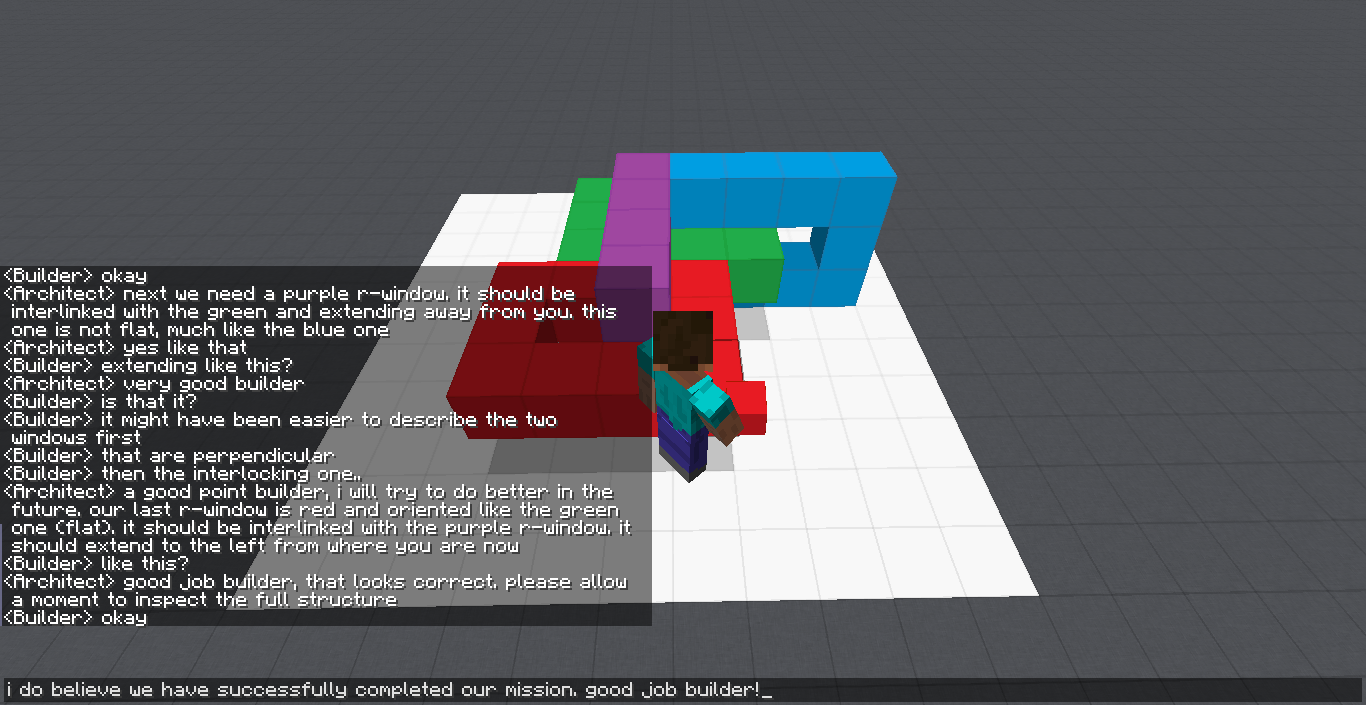 <Builder> okay
<Architect> next we need a purple r-window. it should be
interlinked with the green and extending away from you. this
one is not flat, much like the blue one
<Architect> yes like that
<Builder> extending like this?
<Architect> very good builder
<Builder> is that it?
<Builder> it might have been easier to describe the two
windows first
<Builder> that are perpendicular
<Builder> then the interlocking one..
<Architect> a good point builder, i will try to do better in the
future. our last r-window is red and oriented like the green
one (flat). it should be interlinked with the purple r-window. it
should extend to the left from where you are now
<Builder> like this?
<Architect> good job builder, that looks correct. please allow
a moment to inspect the full structure
<Builder> okay
i do believe we have successfully completed our mission. good job builder!_